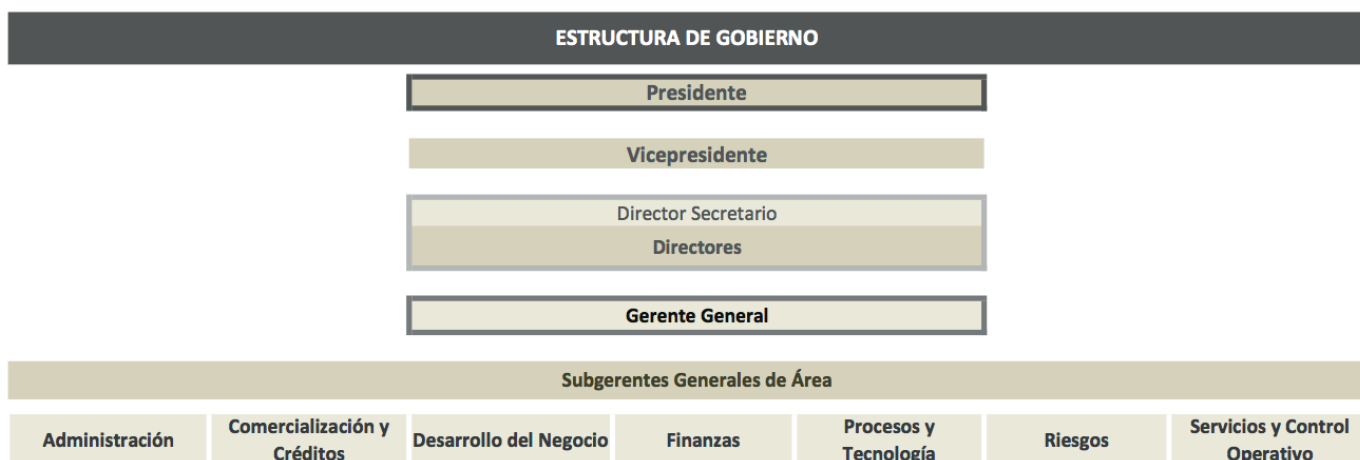 ESTRUCTURA DE GOBIERNO
Presidente
Vicepresidente
Director Secretario
Directores
Gerente General
Subgerentes Generales de Área
Administración
Comercialización y
Créditos
Desarrollo del Negocio
Finanzas
Procesos y
Tecnología
Riesgos
Servicios y Control
Operativo